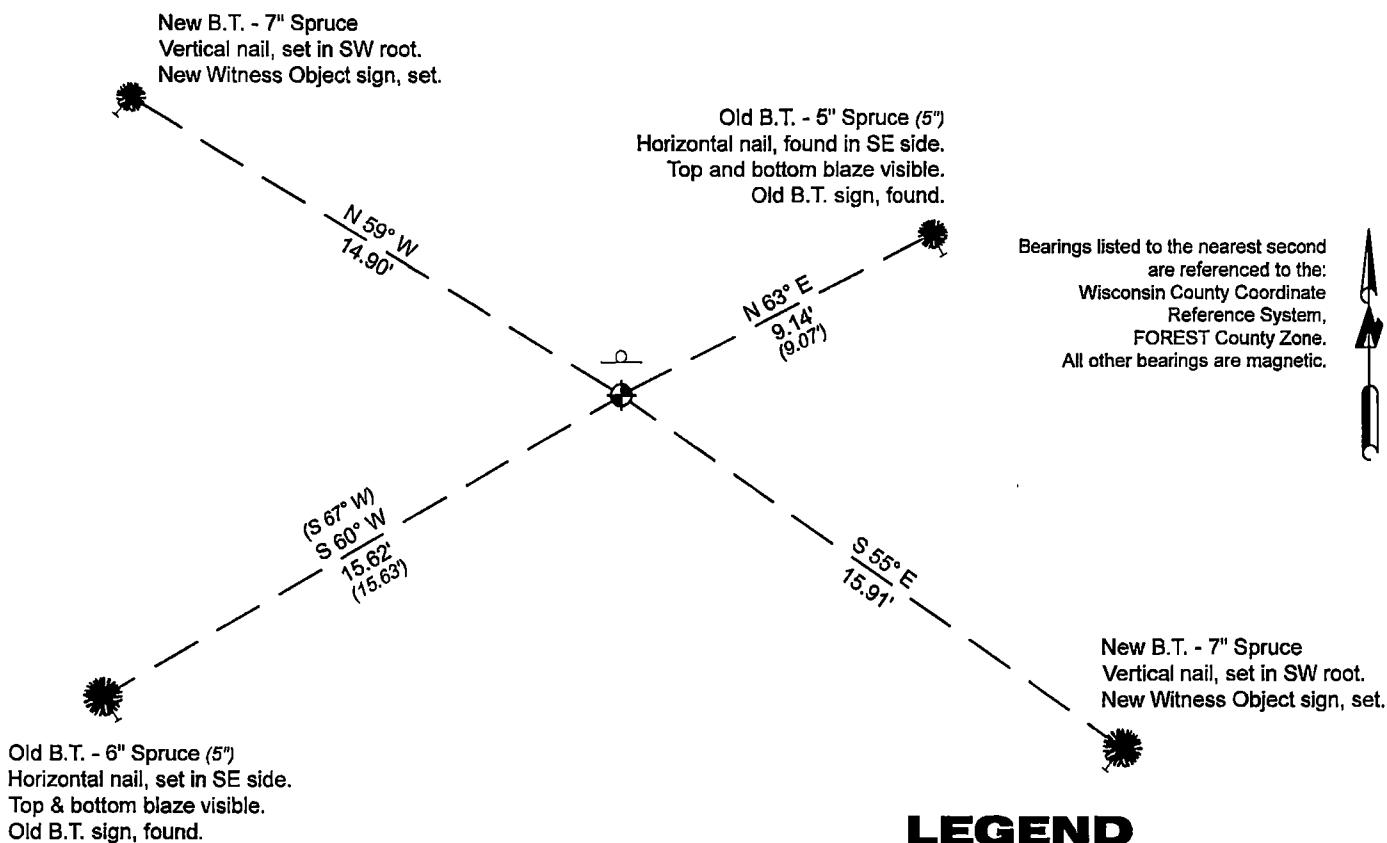 New B.T. - 7" Spruce
Vertical nail, set in SW root.
New Witness Object sign, set.
Old B.T. - 5" Spruce (5")
Horizontal nail, found in SE side.
Top and bottom blaze visible.
Old B.T. sign, found.
N 59° W
14.90'
N 63° E
9.14'
(9.07')
Bearings listed to the nearest second
are referenced to the:
Wisconsin County Coordinate
Reference System,
FOREST County Zone.
All other bearings are magnetic.
(S 67° W)
S 60° W
15.62'
(15.63')
S 55° E
15.91'
New B.T. - 7" Spruce
Vertical nail, set in SW root.
New Witness Object sign, set.
Old B.T. - 6" Spruce (5")
Horizontal nail, set in SE side.
Top & bottom blaze visible.
Old B.T. sign, found.
LEGEND